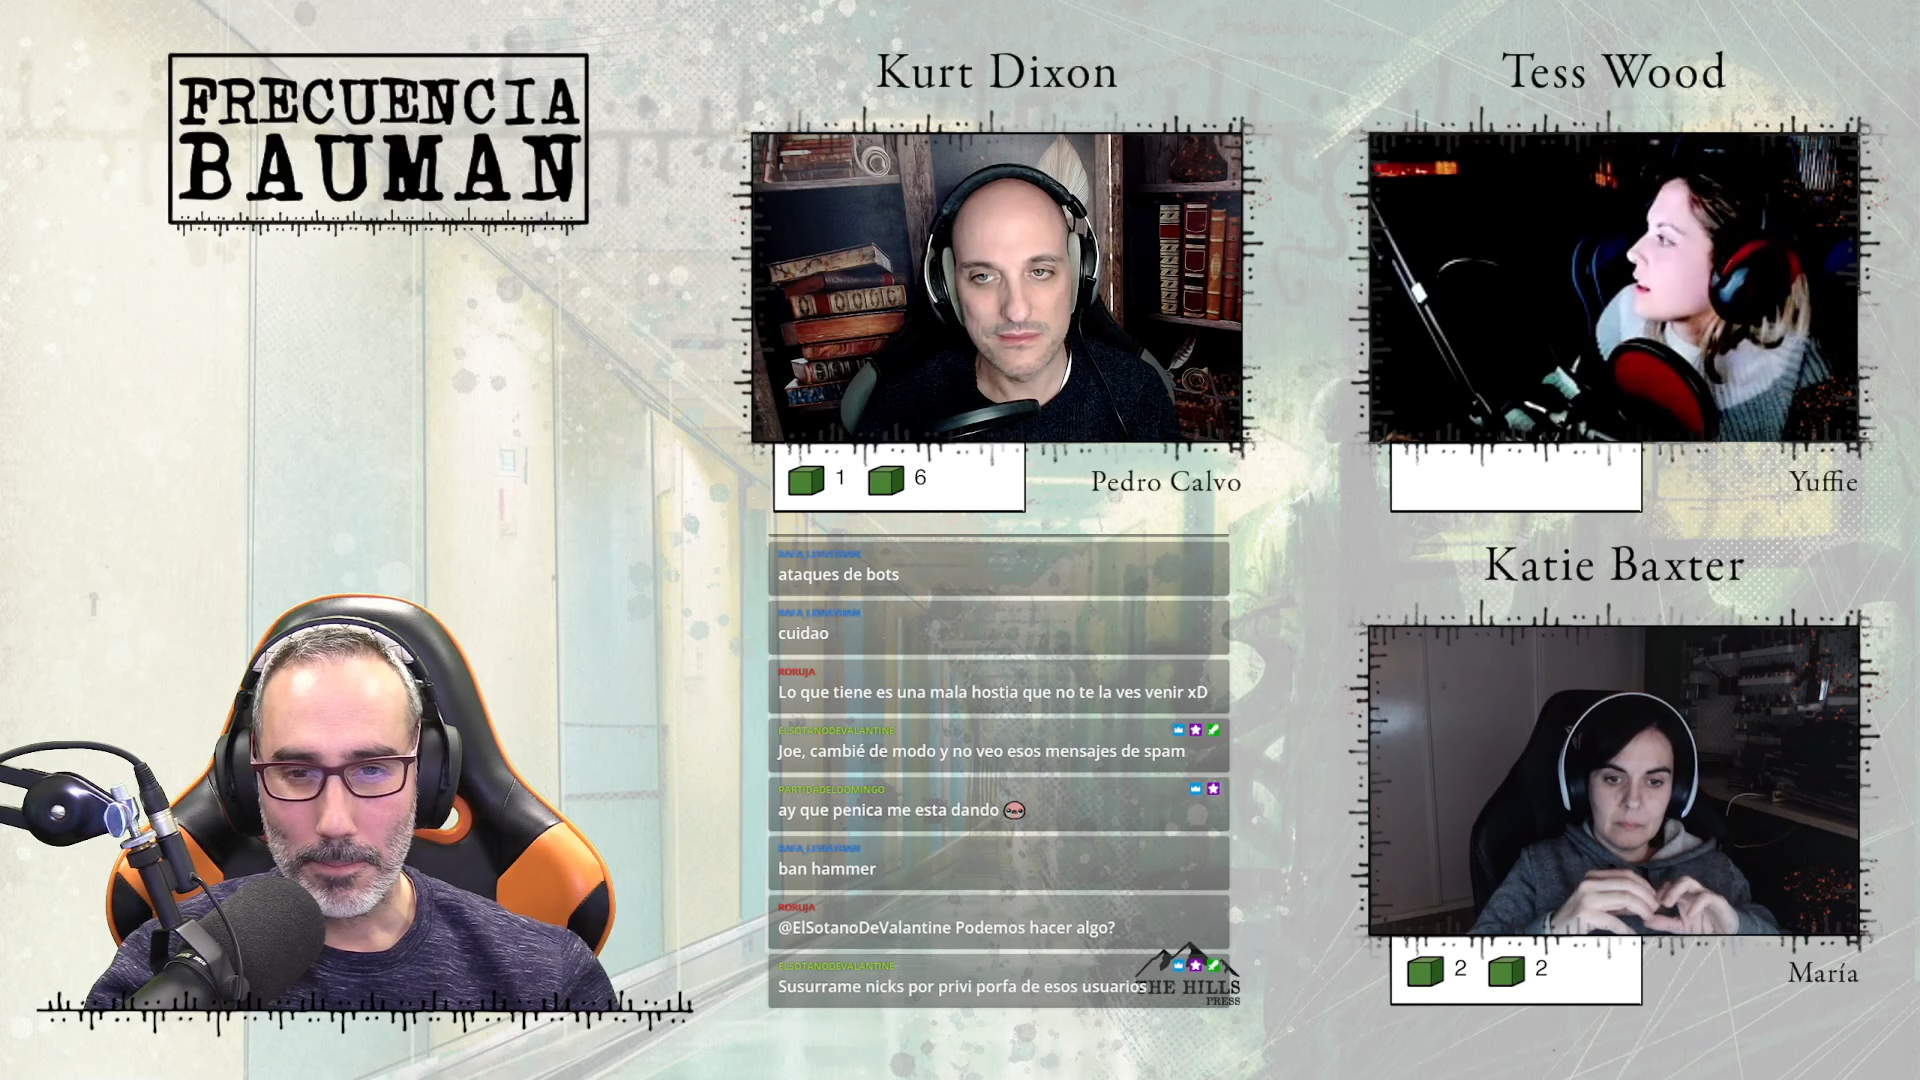 FRECUENCIA
BAUMAN
Kurt Dixon
Tess Wood
1 6
Pedro Calvo
Yuffie
Katie Baxter
ataques de bots
cuidao
RORUJA
Lo que tiene es una mala hostia que no te la ves venir xD
ELSOTANODEVALANTINE
Joe, cambié de modo y no veo esos mensajes de spam
PARTIDADELDOMINGO
ay que penica me esta dando
ban hammer
RORUJA
@ElSotanoDeValantine Podemos hacer algo?
ELSOTANODEVALANTINE
Susurrame nicks por privi porfa de esos usuarios
THE HILLS
PRESS
2 2
María